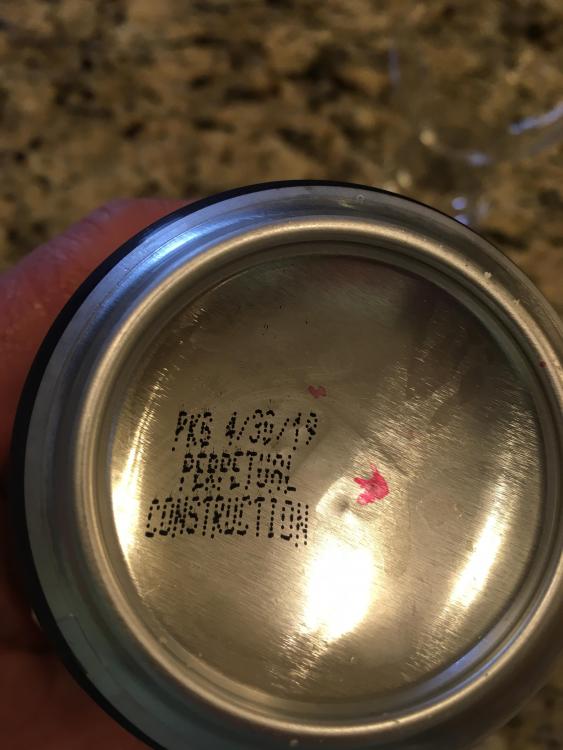 PKG 4/30/19
PERPETUAL
CONSTRUCTION